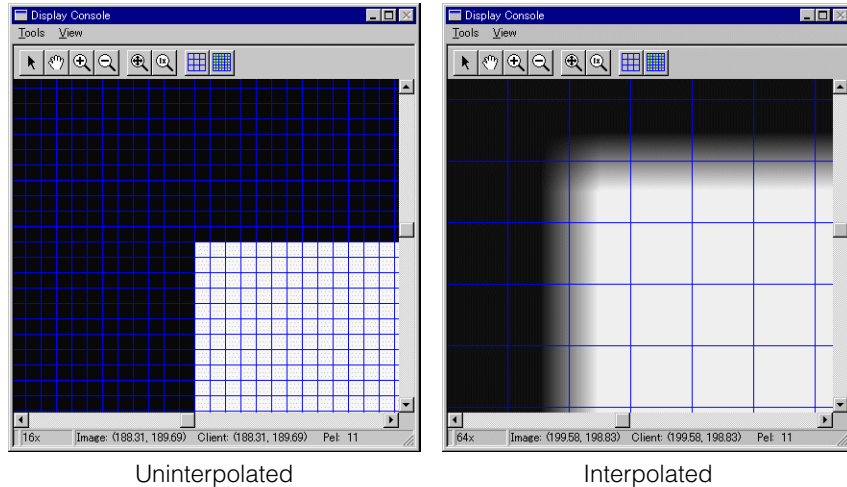 Display Console
Tools View
16x Image: (188.31, 189.69) Client: (188.31, 189.69) Pel: 11
Uninterpolated
Display Console
Tools View
64x Image: (199.58, 198.83) Client: (199.58, 198.83) Pel: 11
Interpolated